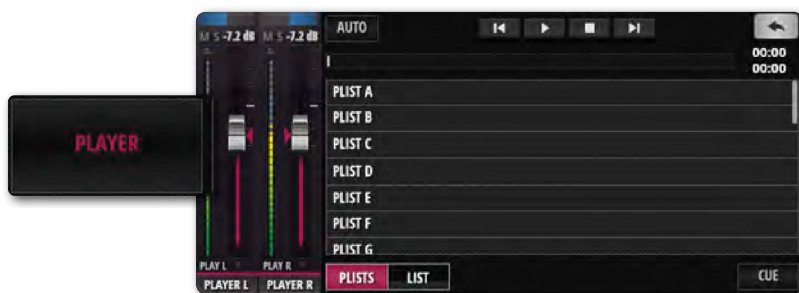 PLAYER
M S -7.2 dB
M S -7.2 dB
PLAY L
PLAY R
PLAYER L
PLAYER R
AUTO
00:00
00:00
PLIST A
PLIST B
PLIST C
PLIST D
PLIST E
PLIST F
PLIST G
PLISTS
LIST
CUE